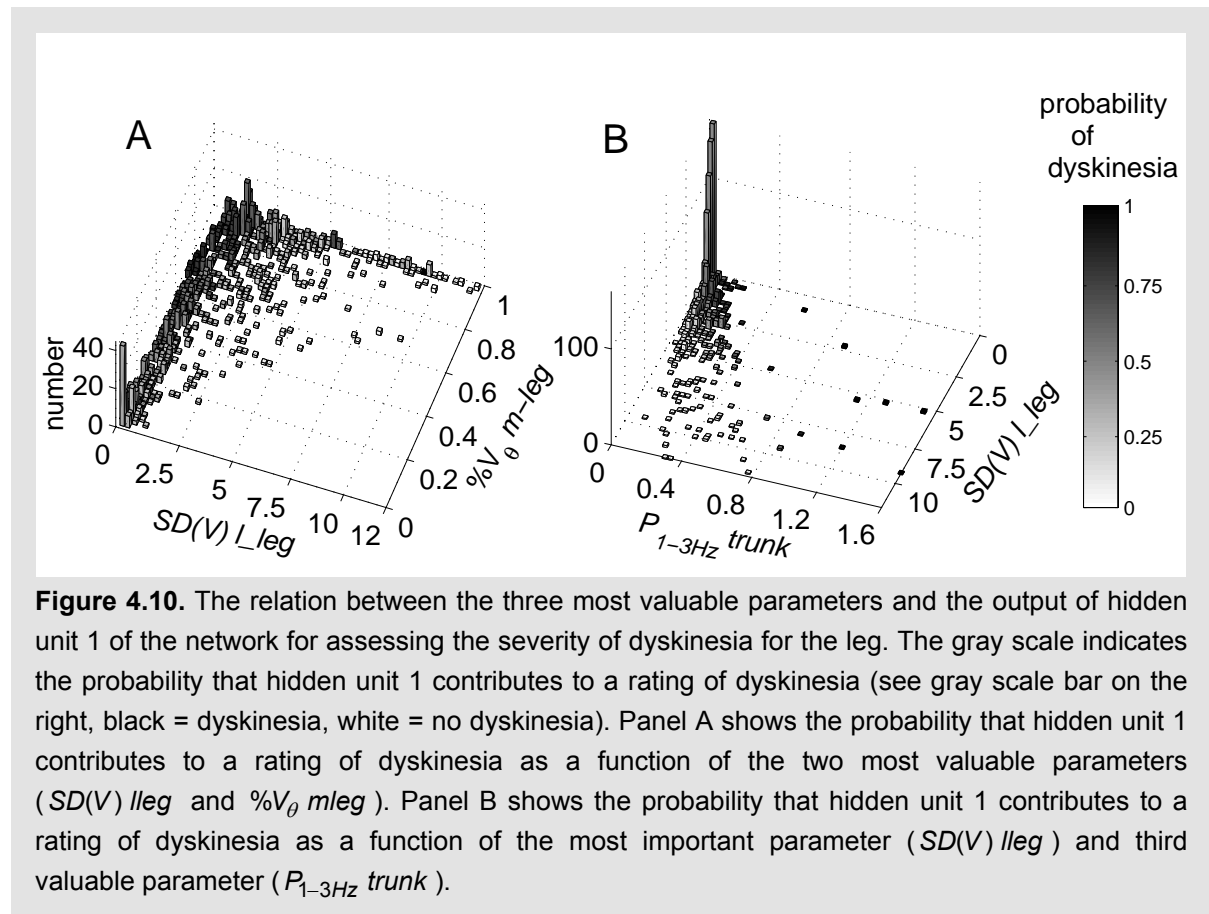 A
B
probability
of
dyskinesia
1
0.75
0.5
0.25
0
number
40
20
0
0
2.5
5
7.5
10
12
SD(V) l_leg
0
0.2
0.4
0.6
0.8
1
%Vθ m-leg
100
0
0
0.4
0.8
1.2
1.6
P1-3Hz trunk
0
2.5
5
7.5
10
SD(V) l_leg
Figure 4.10. The relation between the three most valuable parameters and the output of hidden
unit 1 of the network for assessing the severity of dyskinesia for the leg. The gray scale indicates
the probability that hidden unit 1 contributes to a rating of dyskinesia (see gray scale bar on the
right, black = dyskinesia, white = no dyskinesia). Panel A shows the probability that hidden unit 1
contributes to a rating of dyskinesia as a function of the two most valuable parameters
(SD(V) lleg and %Vθ mleg ). Panel B shows the probability that hidden unit 1 contributes to a
rating of dyskinesia as a function of the most important parameter (SD(V) lleg ) and third
valuable parameter (P1−3Hz trunk ).